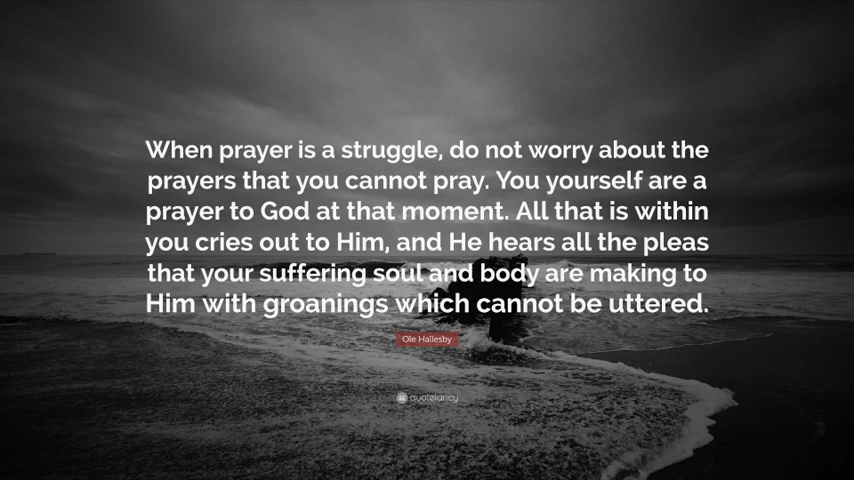 When prayer is a struggle, do not worry about the
prayers that you cannot pray. You yourself are a
prayer to God at that moment. All that is within
you cries out to Him, and He hears all the pleas
that your suffering soul and body are making to
Him with groanings which cannot be uttered.
Ole Hallesby
quotefancy